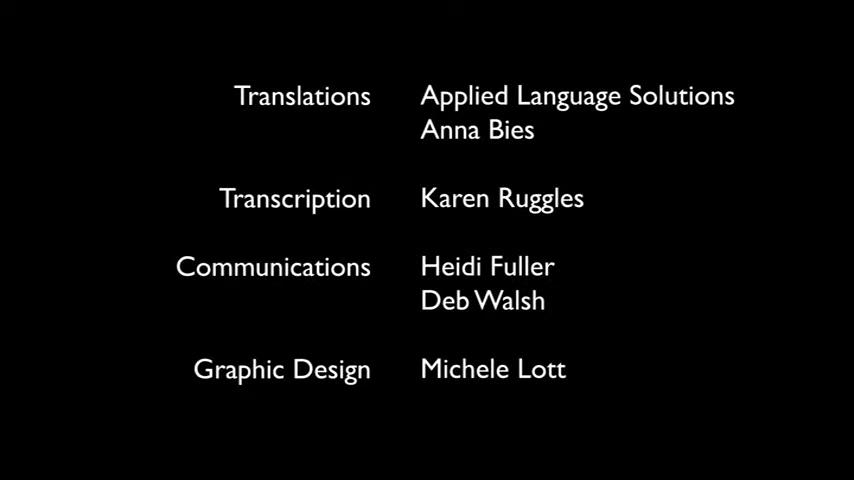 Translations Applied Language Solutions
Anna Bies
Transcription Karen Ruggles
Communications Heidi Fuller
Deb Walsh
Graphic Design Michele Lott